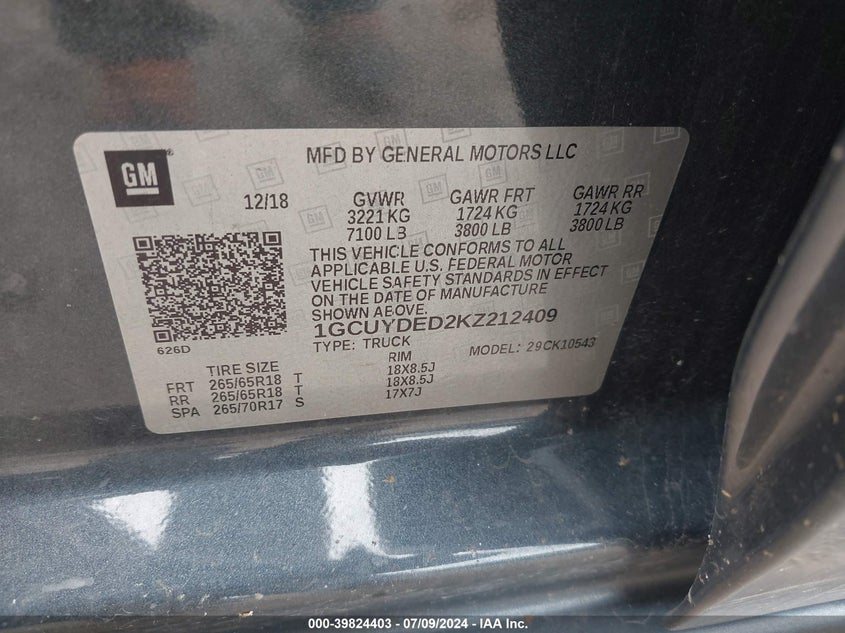 GM
MFD BY GENERAL MOTORS LLC
12/18
GVWR GAWR FRT GAWR RR
3221 KG 1724 KG 1724 KG
7100 LB 3800 LB 3800 LB
THIS VEHICLE CONFORMS TO ALL
APPLICABLE U.S. FEDERAL MOTOR
VEHICLE SAFETY STANDARDS IN EFFECT
ON THE DATE OF MANUFACTURE
SHOWN ABOVE.
1GCUYDED2KZ212409
626D
TYPE: TRUCK MODEL: 29CK10543
TIRE SIZE RIM
FRT 265/65R18 T 18X8.5J
RR 265/65R18 T 18X8.5J
SPA 265/70R17 S 17X7J
000-39824403 - 07/09/2024 - IAA Inc.